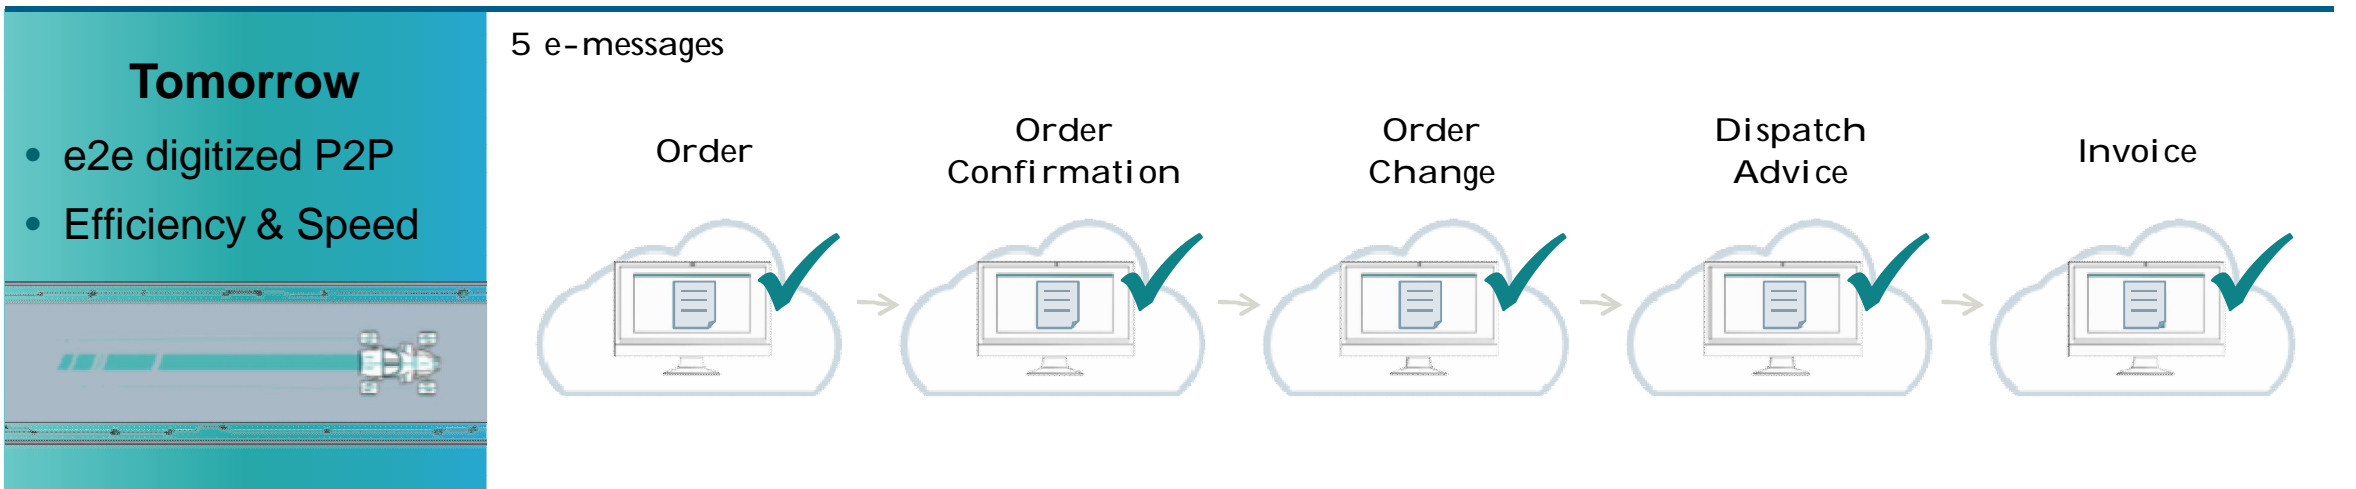 Tomorrow
• e2e digitized P2P
• Efficiency & Speed
5 e-messages
Order
Order
Confirmation
Order
Change
Dispatch
Advice
Invoice